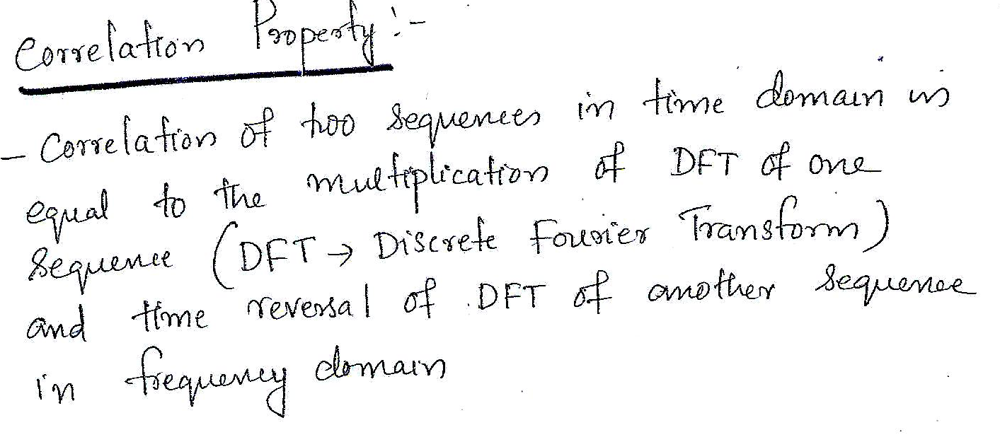 Correlation Property :-
- Correlation of two sequences in time domain is
equal to the multiplication of DFT of one
sequence (DFT → Discrete Fourier Transform)
and time reversal of DFT of another sequence
in frequency domain